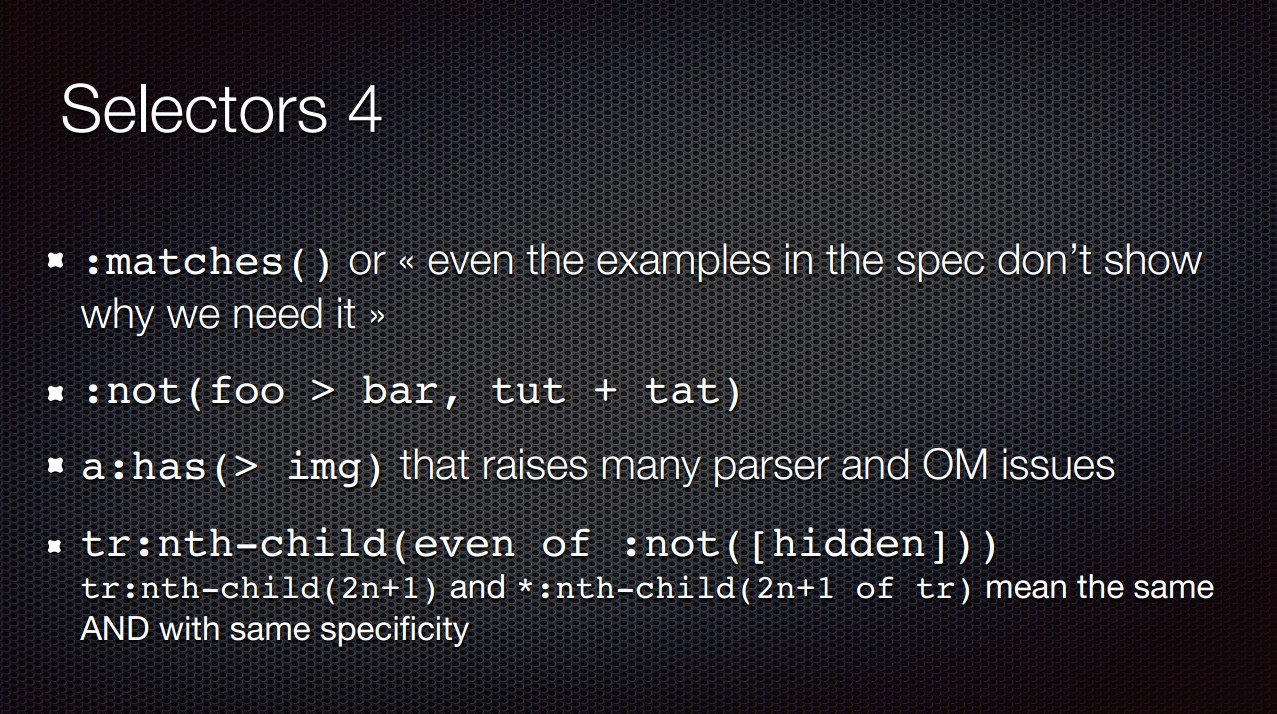 Selectors 4
:matches() or « even the examples in the spec don’t show
why we need it »
:not(foo > bar, tut + tat)
a:has(> img) that raises many parser and OM issues
tr:nth-child(even of :not([hidden]))
tr:nth-child(2n+1) and *:nth-child(2n+1 of tr) mean the same
AND with same specificity